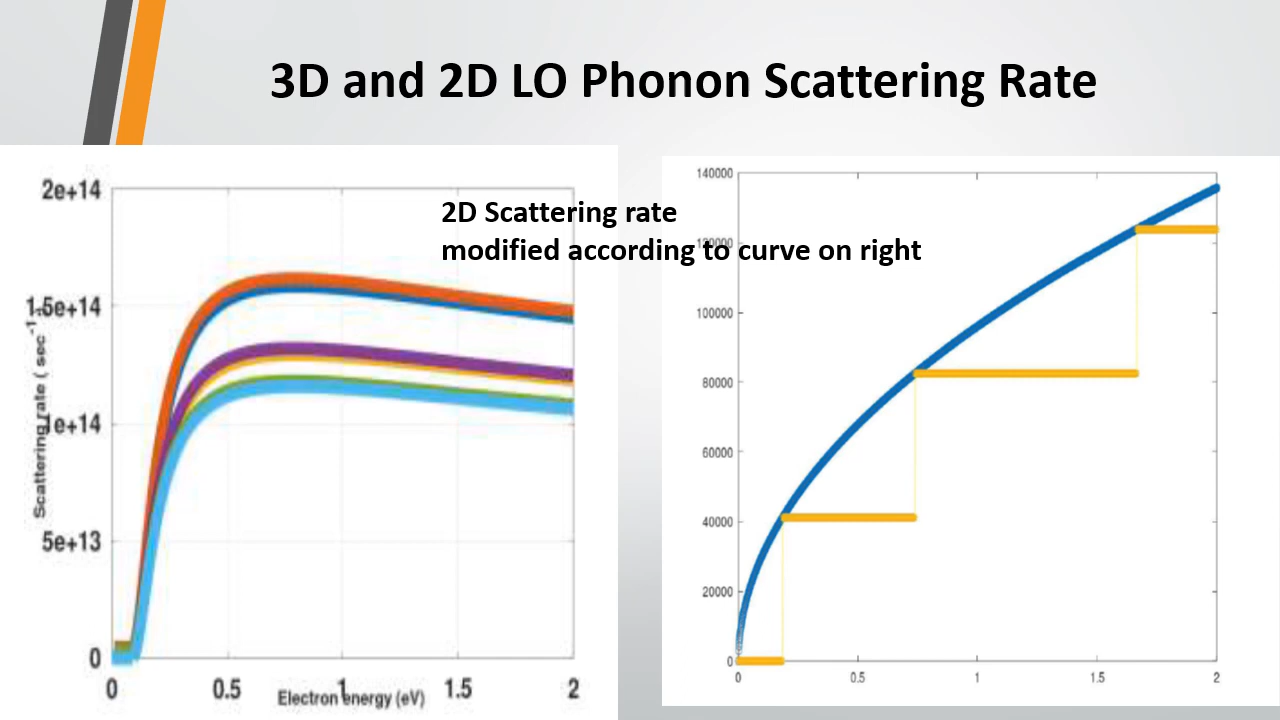 3D and 2D LO Phonon Scattering Rate
2D Scattering rate
modified according to curve on right
2e+14
1.5e+14
1e+14
5e+13
0
Scattering rate ( sec-1)
0 0.5 1 1.5 2
Electron energy (eV)
140000
120000
100000
80000
60000
40000
20000
0
0 0.5 1 1.5 2